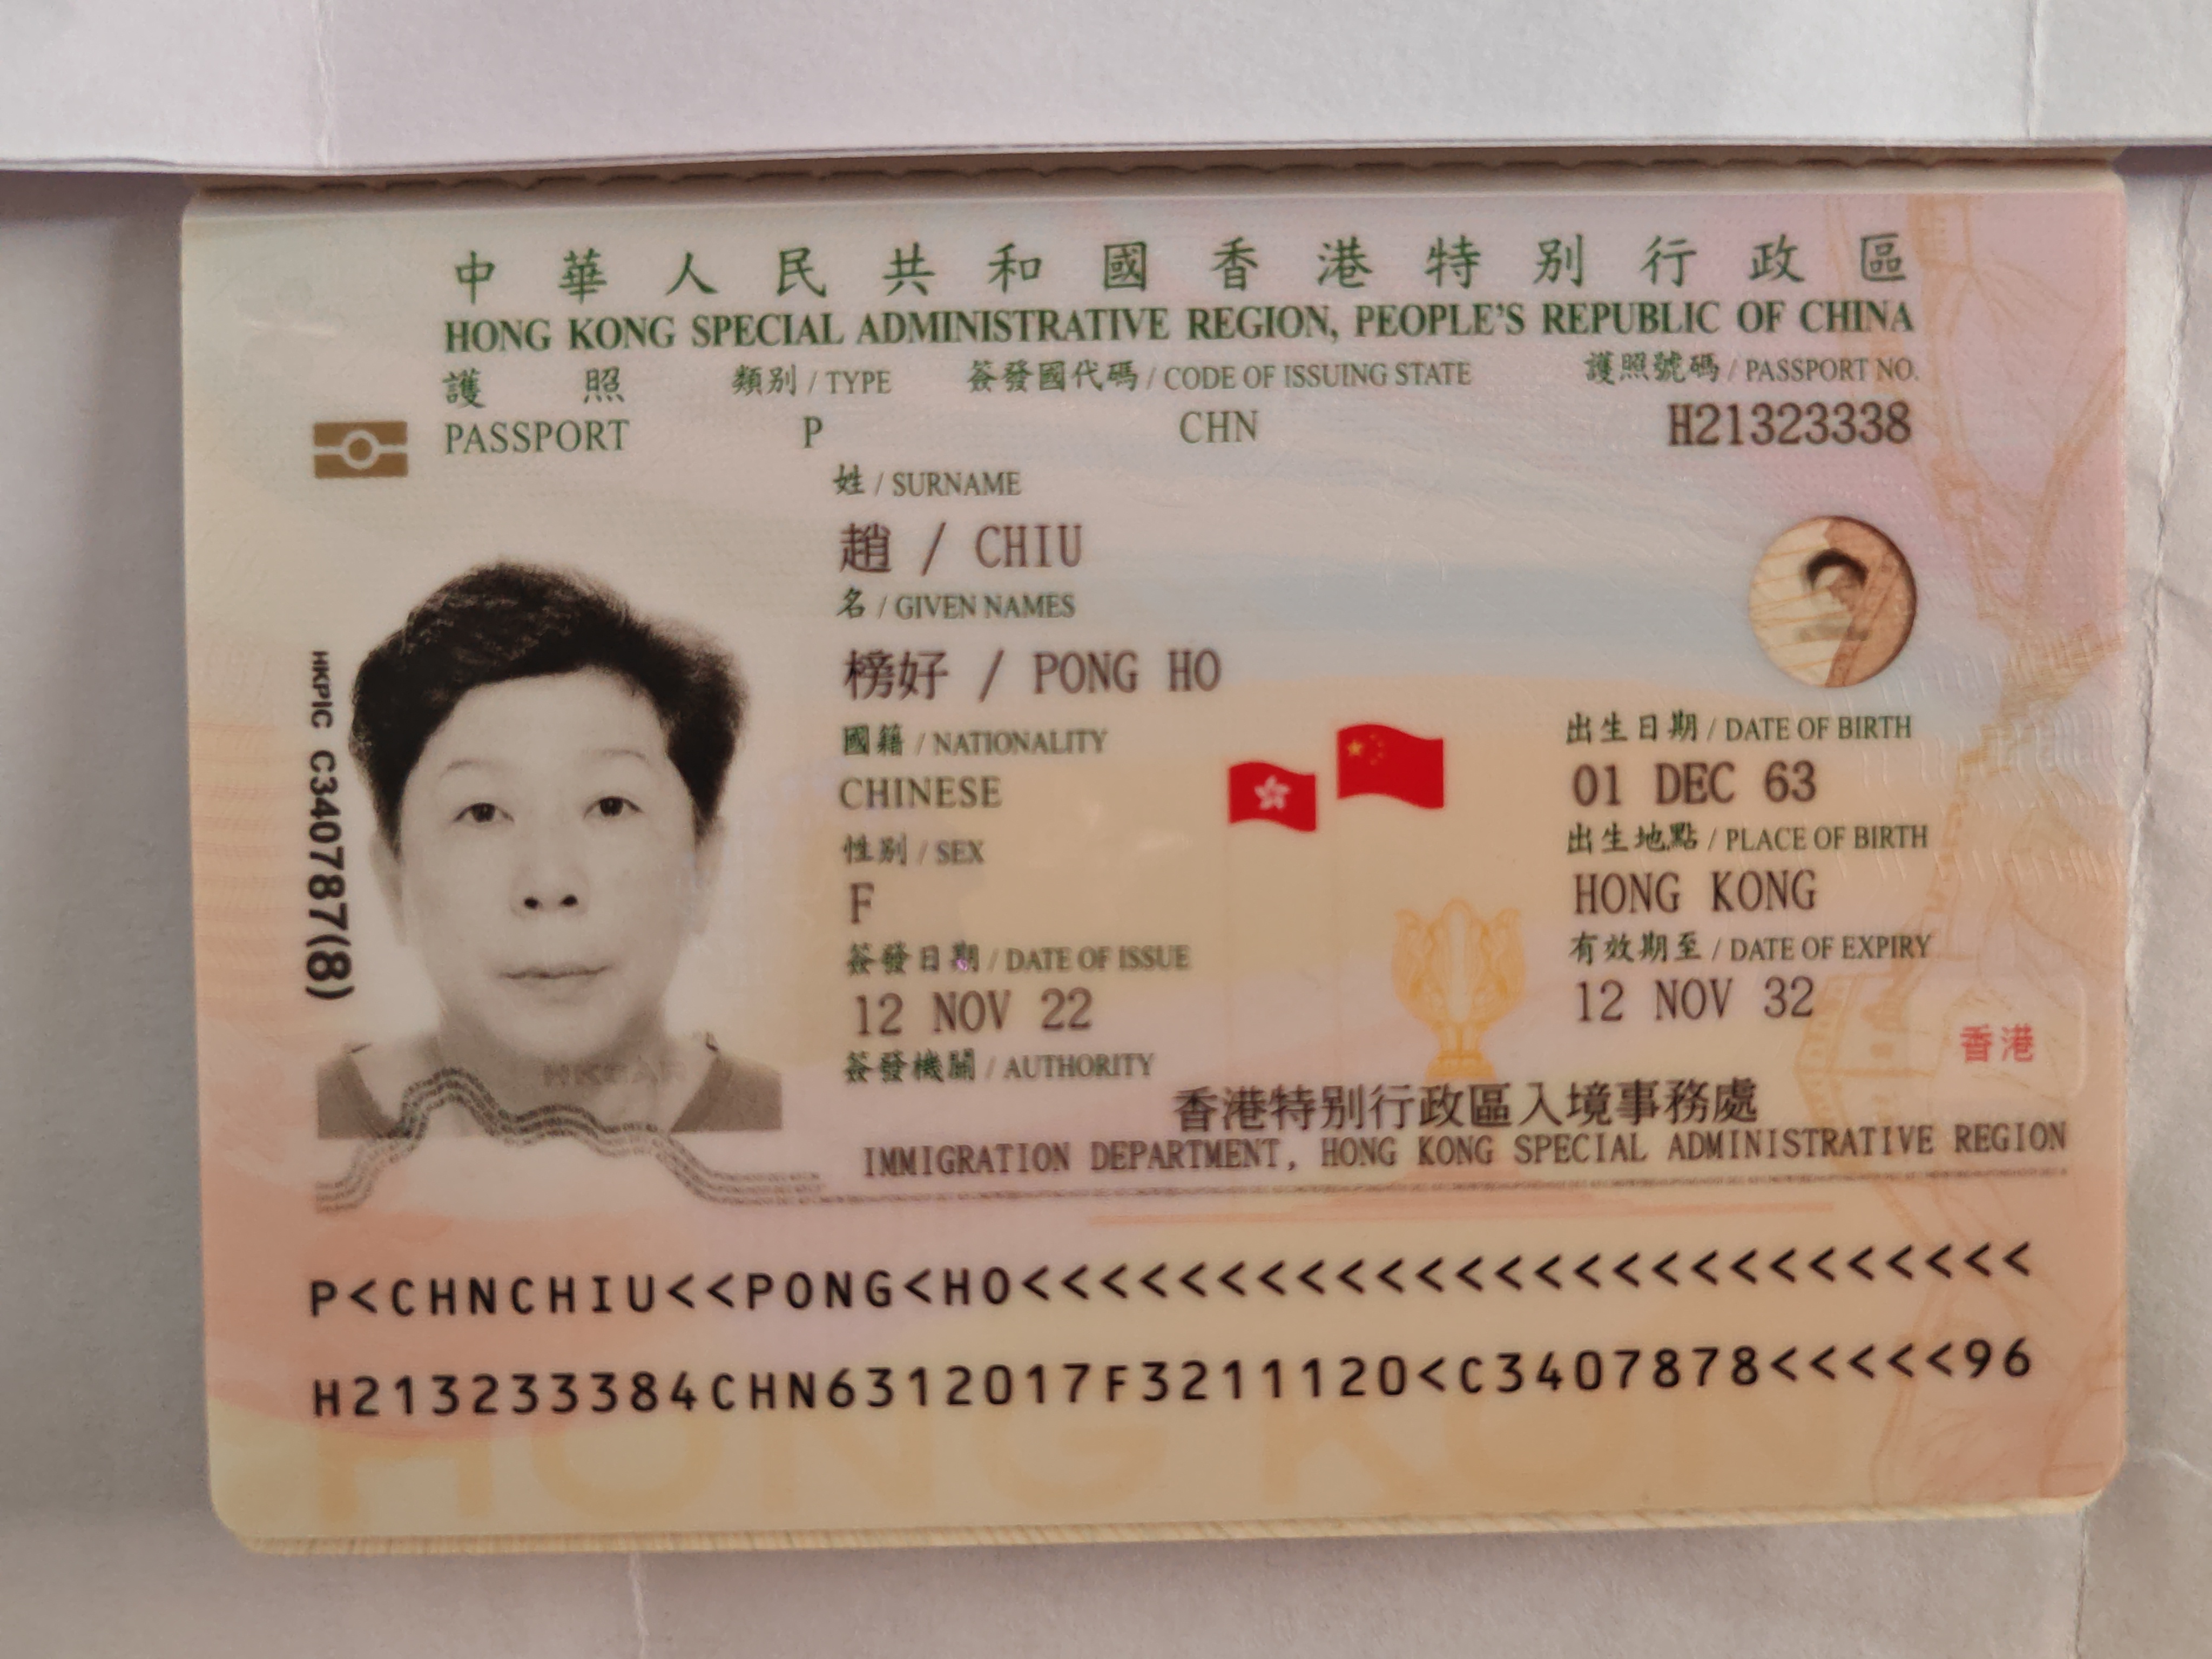 中華人民共和國香港特別行政區
HONG KONG SPECIAL ADMINISTRATIVE REGION, PEOPLE'S REPUBLIC OF CHINA
護照 類別 / TYPE 簽發國代碼 / CODE OF ISSUING STATE 護照號碼 / PASSPORT NO.
PASSPORT P CHN H21323338
姓 / SURNAME
趙 / CHIU
名 / GIVEN NAMES
榜好 / PONG HO
國籍 / NATIONALITY 出生日期 / DATE OF BIRTH
CHINESE 01 DEC 63
性別 / SEX 出生地點 / PLACE OF BIRTH
F HONG KONG
簽發日期 / DATE OF ISSUE 有效期至 / DATE OF EXPIRY
12 NOV 22 12 NOV 32
簽發機關 / AUTHORITY
香港
香港特別行政區入境事務處
IMMIGRATION DEPARTMENT, HONG KONG SPECIAL ADMINISTRATIVE REGION
HKPIC C3407887(8)
HKSAR
P<CHNCHIU<<PONG<HO<<<<<<<<<<<<<<<<<<<<<<<<<<
H213233384CHN6312017F3211120<C3407878<<<<<96
HONG KON